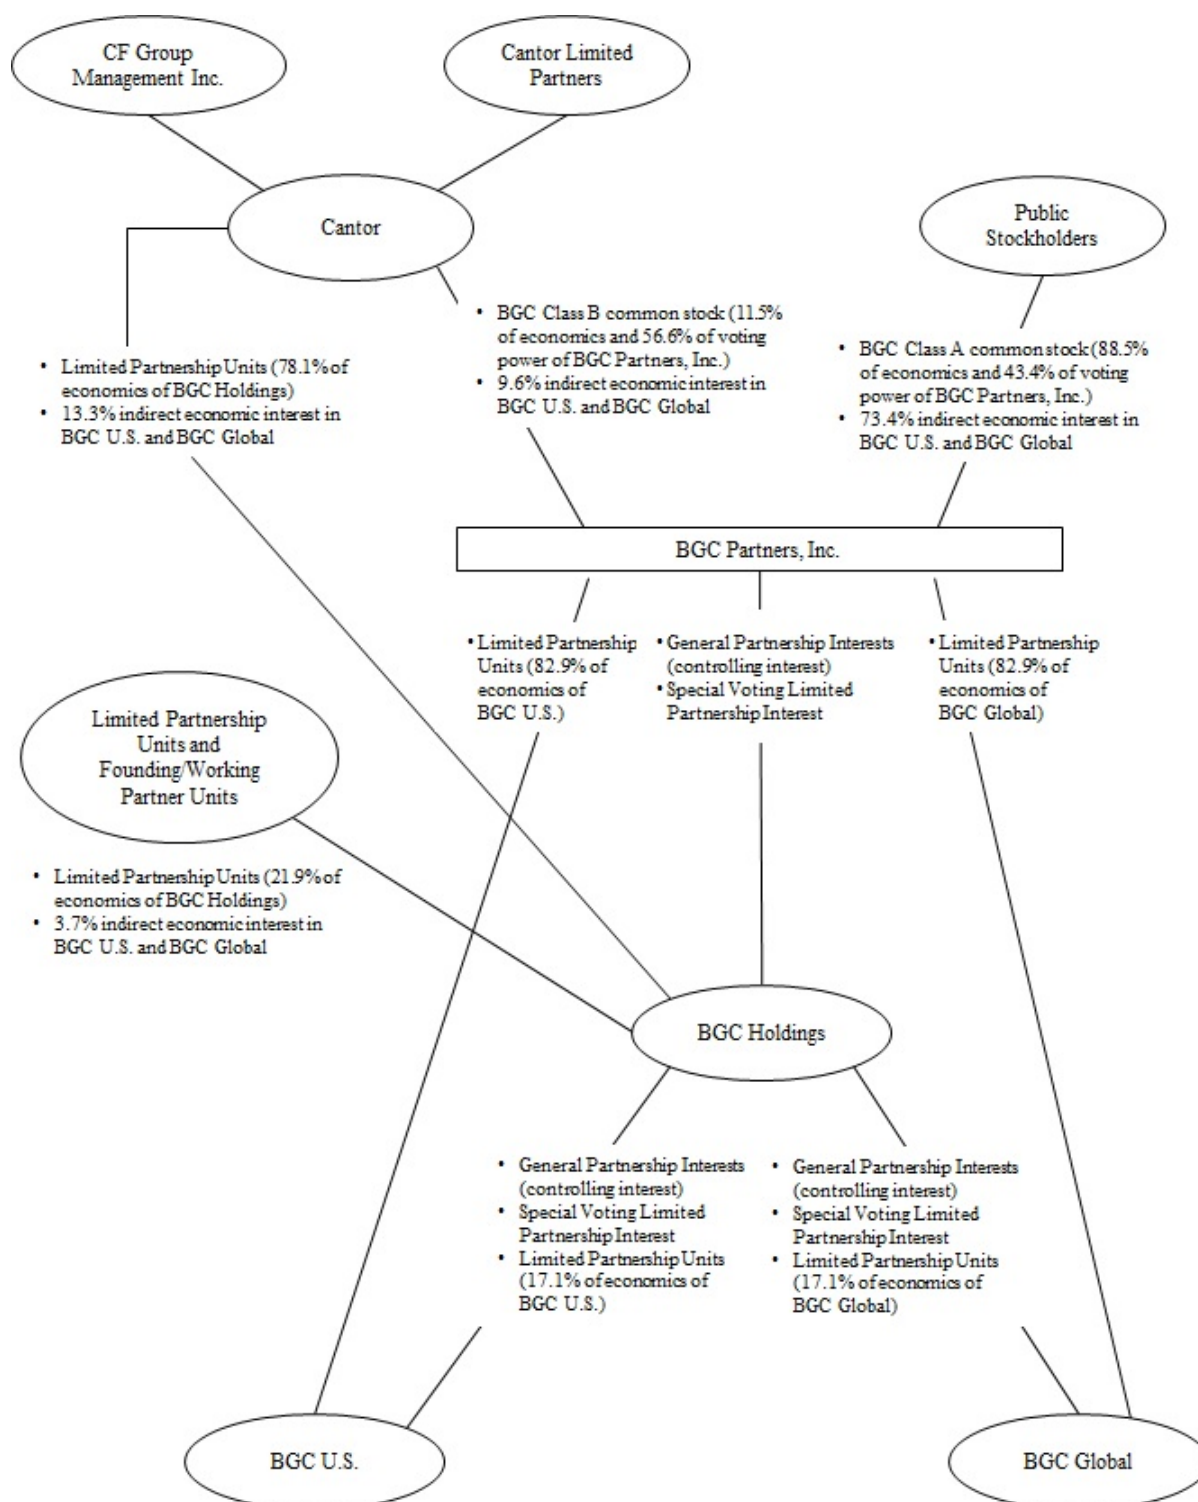 CF Group
Management Inc.
Cantor Limited
Partners
Cantor
Public
Stockholders
• Limited Partnership Units (78.1% of
economics of BGC Holdings)
• 13.3% indirect economic interest in
BGC U.S. and BGC Global
• BGC Class B common stock (11.5%
of economics and 56.6% of voting
power of BGC Partners, Inc.)
• 9.6% indirect economic interest in
BGC U.S. and BGC Global
• BGC Class A common stock (88.5%
of economics and 43.4% of voting
power of BGC Partners, Inc.)
• 73.4% indirect economic interest in
BGC U.S. and BGC Global
BGC Partners, Inc.
• Limited Partnership
Units (82.9% of
economics of
BGC U.S.)
• General Partnership Interests
(controlling interest)
• Special Voting Limited
Partnership Interest
• Limited Partnership
Units (82.9% of
economics of
BGC Global)
Limited Partnership
Units and
Founding/Working
Partner Units
• Limited Partnership Units (21.9% of
economics of BGC Holdings)
• 3.7% indirect economic interest in
BGC U.S. and BGC Global
BGC Holdings
• General Partnership Interests
(controlling interest)
• Special Voting Limited
Partnership Interest
• Limited Partnership Units
(17.1% of economics of
BGC U.S.)
• General Partnership Interests
(controlling interest)
• Special Voting Limited
Partnership Interest
• Limited Partnership Units
(17.1% of economics of
BGC Global)
BGC U.S.
BGC Global